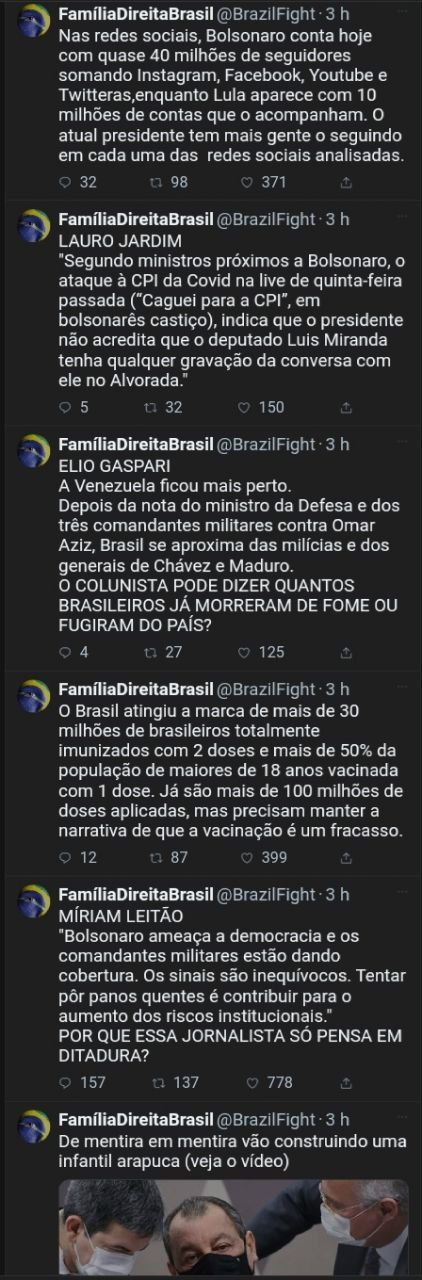 FamíliaDireitaBrasil @BrazilFight · 3 h
Nas redes sociais, Bolsonaro conta hoje
com quase 40 milhões de seguidores
somando Instagram, Facebook, Youtube e
Twitteras,enquanto Lula aparece com 10
milhões de contas que o acompanham. O
atual presidente tem mais gente o seguindo
em cada uma das redes sociais analisadas.
32 98 371
FamíliaDireitaBrasil @BrazilFight · 3 h
LAURO JARDIM
"Segundo ministros próximos a Bolsonaro, o
ataque à CPI da Covid na live de quinta-feira
passada (“Caguei para a CPI”, em
bolsonarês castiço), indica que o presidente
não acredita que o deputado Luis Miranda
tenha qualquer gravação da conversa com
ele no Alvorada."
5 32 150
FamíliaDireitaBrasil @BrazilFight · 3 h
ELIO GASPARI
A Venezuela ficou mais perto.
Depois da nota do ministro da Defesa e dos
três comandantes militares contra Omar
Aziz, Brasil se aproxima das milícias e dos
generais de Chávez e Maduro.
O COLUNISTA PODE DIZER QUANTOS
BRASILEIROS JÁ MORRERAM DE FOME OU
FUGIRAM DO PAÍS?
4 27 125
FamíliaDireitaBrasil @BrazilFight · 3 h
O Brasil atingiu a marca de mais de 30
milhões de brasileiros totalmente
imunizados com 2 doses e mais de 50% da
população de maiores de 18 anos vacinada
com 1 dose. Já são mais de 100 milhões de
doses aplicadas, mas precisam manter a
narrativa de que a vacinação é um fracasso.
12 87 399
FamíliaDireitaBrasil @BrazilFight · 3 h
MÍRIAM LEITÃO
"Bolsonaro ameaça a democracia e os
comandantes militares estão dando
cobertura. Os sinais são inequívocos. Tentar
pôr panos quentes é contribuir para o
aumento dos riscos institucionais."
POR QUE ESSA JORNALISTA SÓ PENSA EM
DITADURA?
157 137 778
FamíliaDireitaBrasil @BrazilFight · 3 h
De mentira em mentira vão construindo uma
infantil arapuca (veja o vídeo)